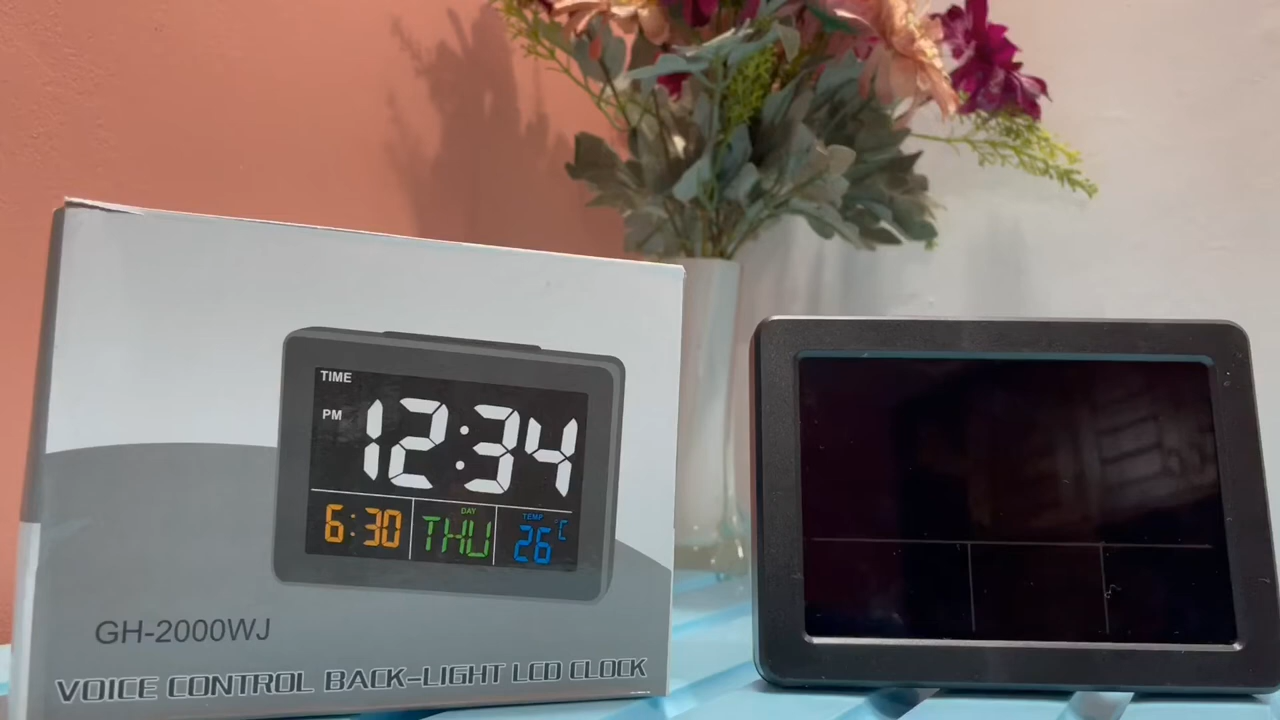 TIME
PM
12:34
6:30
DAY
THU
TEMP
26°C
GH-2000WJ
VOICE CONTROL BACK-LIGHT LCD CLOCK